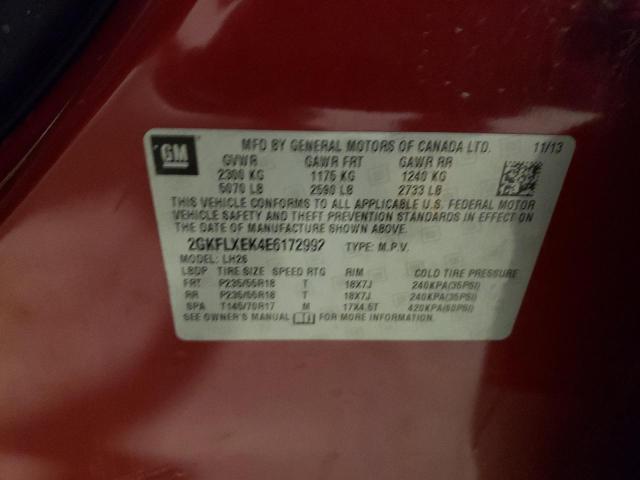 GM
MFD BY GENERAL MOTORS OF CANADA LTD. 11/13
GVWR GAWR FRT GAWR RR
2300 KG 1175 KG 1240 KG
5070 LB 2590 LB 2733 LB
THIS VEHICLE CONFORMS TO ALL APPLICABLE U.S. FEDERAL MOTOR
VEHICLE SAFETY AND THEFT PREVENTION STANDARDS IN EFFECT ON
THE DATE OF MANUFACTURE SHOWN ABOVE.
2GKFLXEK4E6172992 TYPE: M.P.V.
MODEL: LH26
LBDP TIRE SIZE SPEED RTG RIM COLD TIRE PRESSURE
FRT P235/55R18 T 18X7J 240KPA(35PSI)
RR P235/55R18 T 18X7J 240KPA(35PSI)
SPA T145/70R17 M 17X4.5T 420KPA(60PSI)
SEE OWNER'S MANUAL FOR MORE INFORMATION.